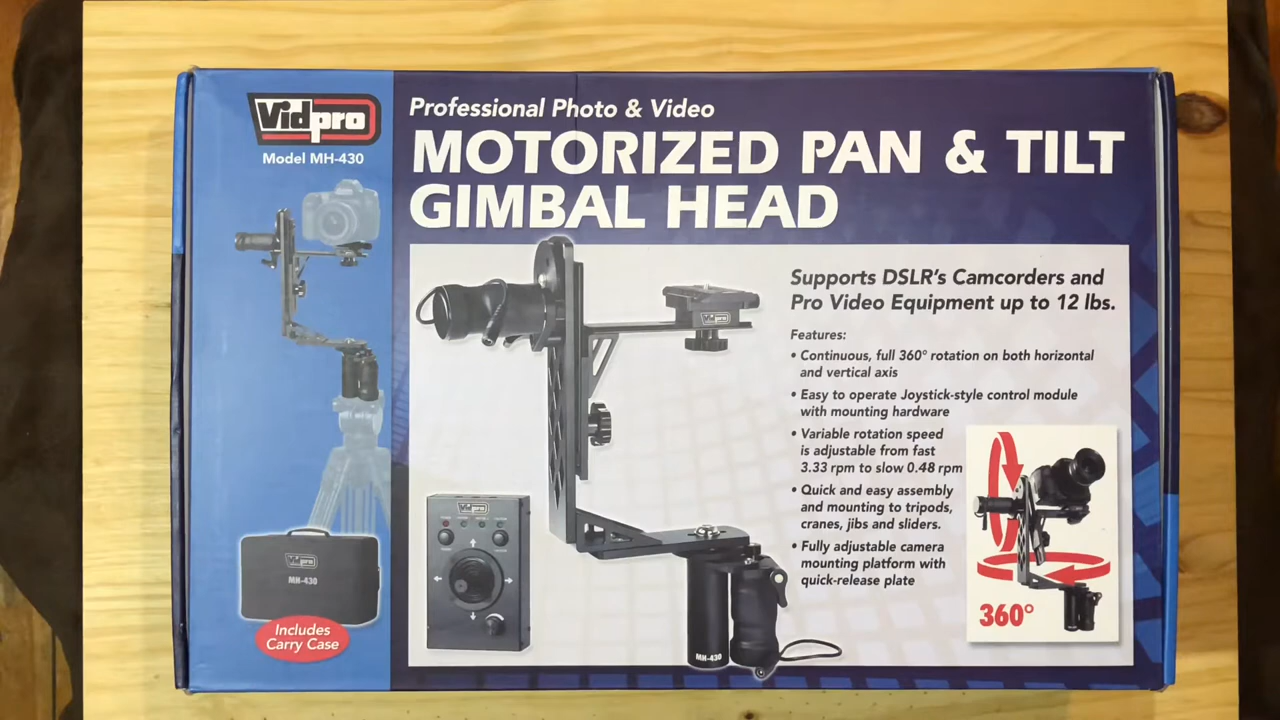 Vidpro
Model MH-430
Professional Photo & Video
MOTORIZED PAN & TILT
GIMBAL HEAD
Supports DSLR's Camcorders and
Pro Video Equipment up to 12 lbs.
Features:
• Continuous, full 360° rotation on both horizontal
and vertical axis
• Easy to operate Joystick-style control module
with mounting hardware
• Variable rotation speed
is adjustable from fast
3.33 rpm to slow 0.48 rpm
• Quick and easy assembly
and mounting to tripods,
cranes, jibs and sliders.
• Fully adjustable camera
mounting platform with
quick-release plate
360°
Vidpro
Vidpro
MH-430
Vidpro
MH-430
Includes
Carry Case